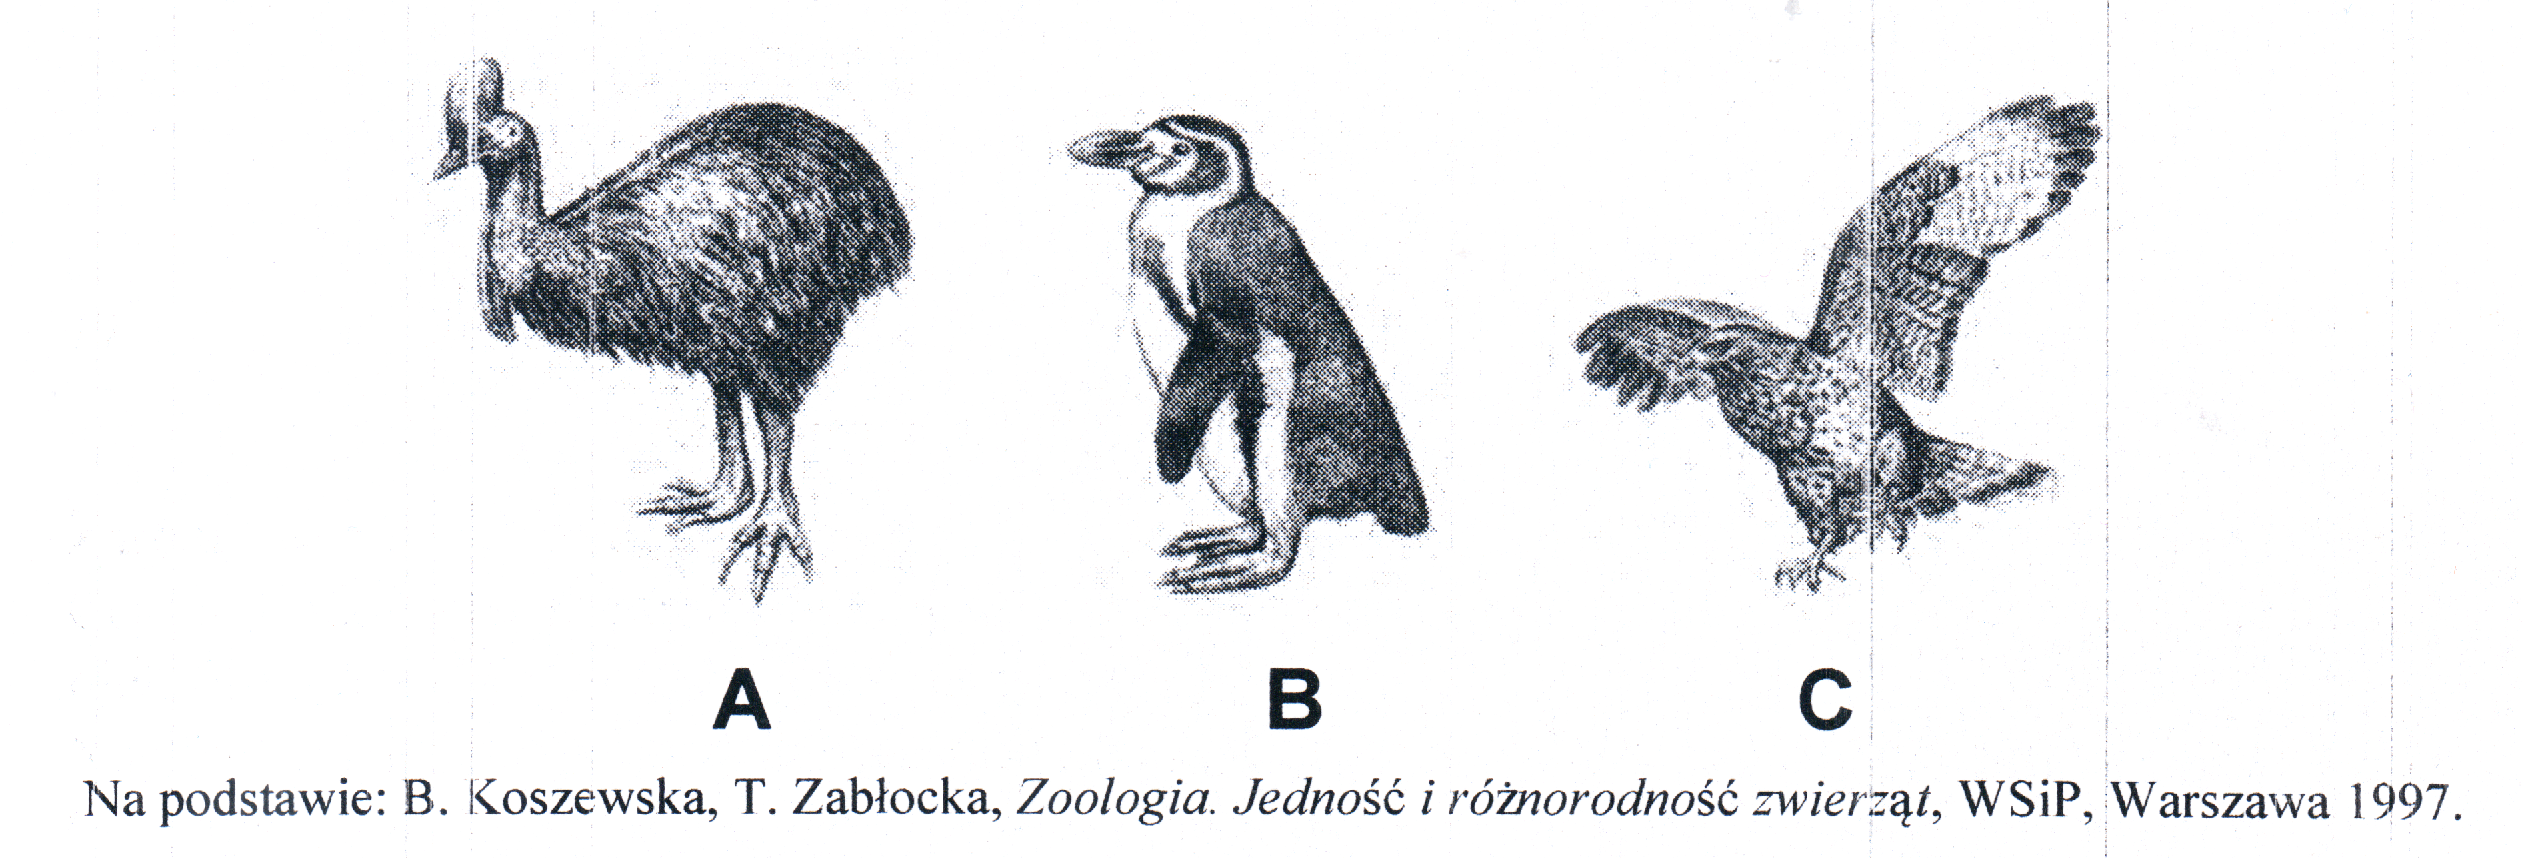 A B C
Na podstawie: B. Koszewska, T. Zabłocka, Zoologia. Jedność i różnorodność zwierząt, WSiP, Warszawa 1997.